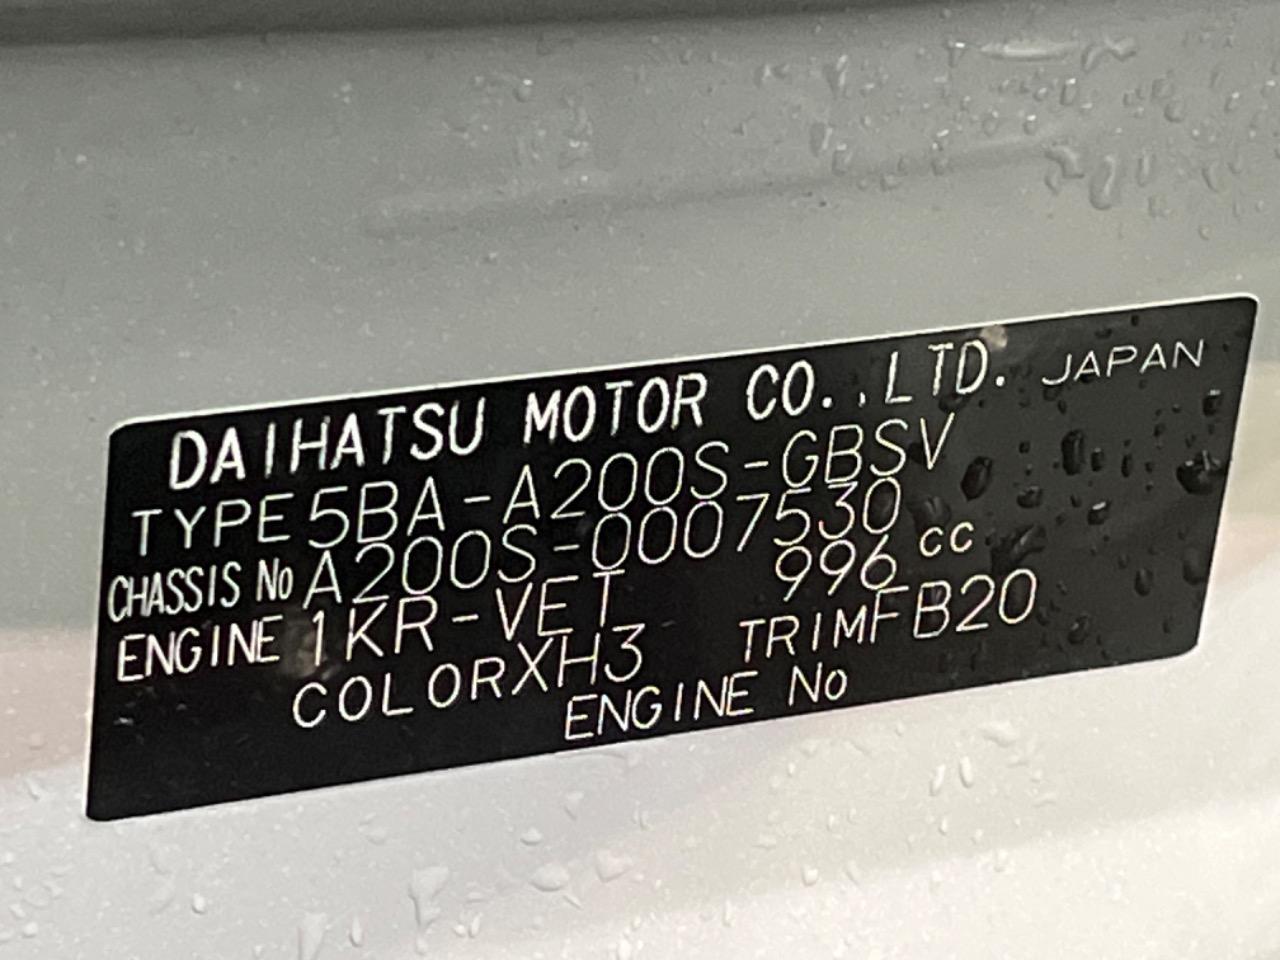 DAIHATSU MOTOR CO.,LTD. JAPAN
TYPE 5BA-A200S-GBSV
CHASSIS No A200S-0007530
ENGINE 1KR-VET 996 cc
COLOR XH3 TRIM FB20
ENGINE No